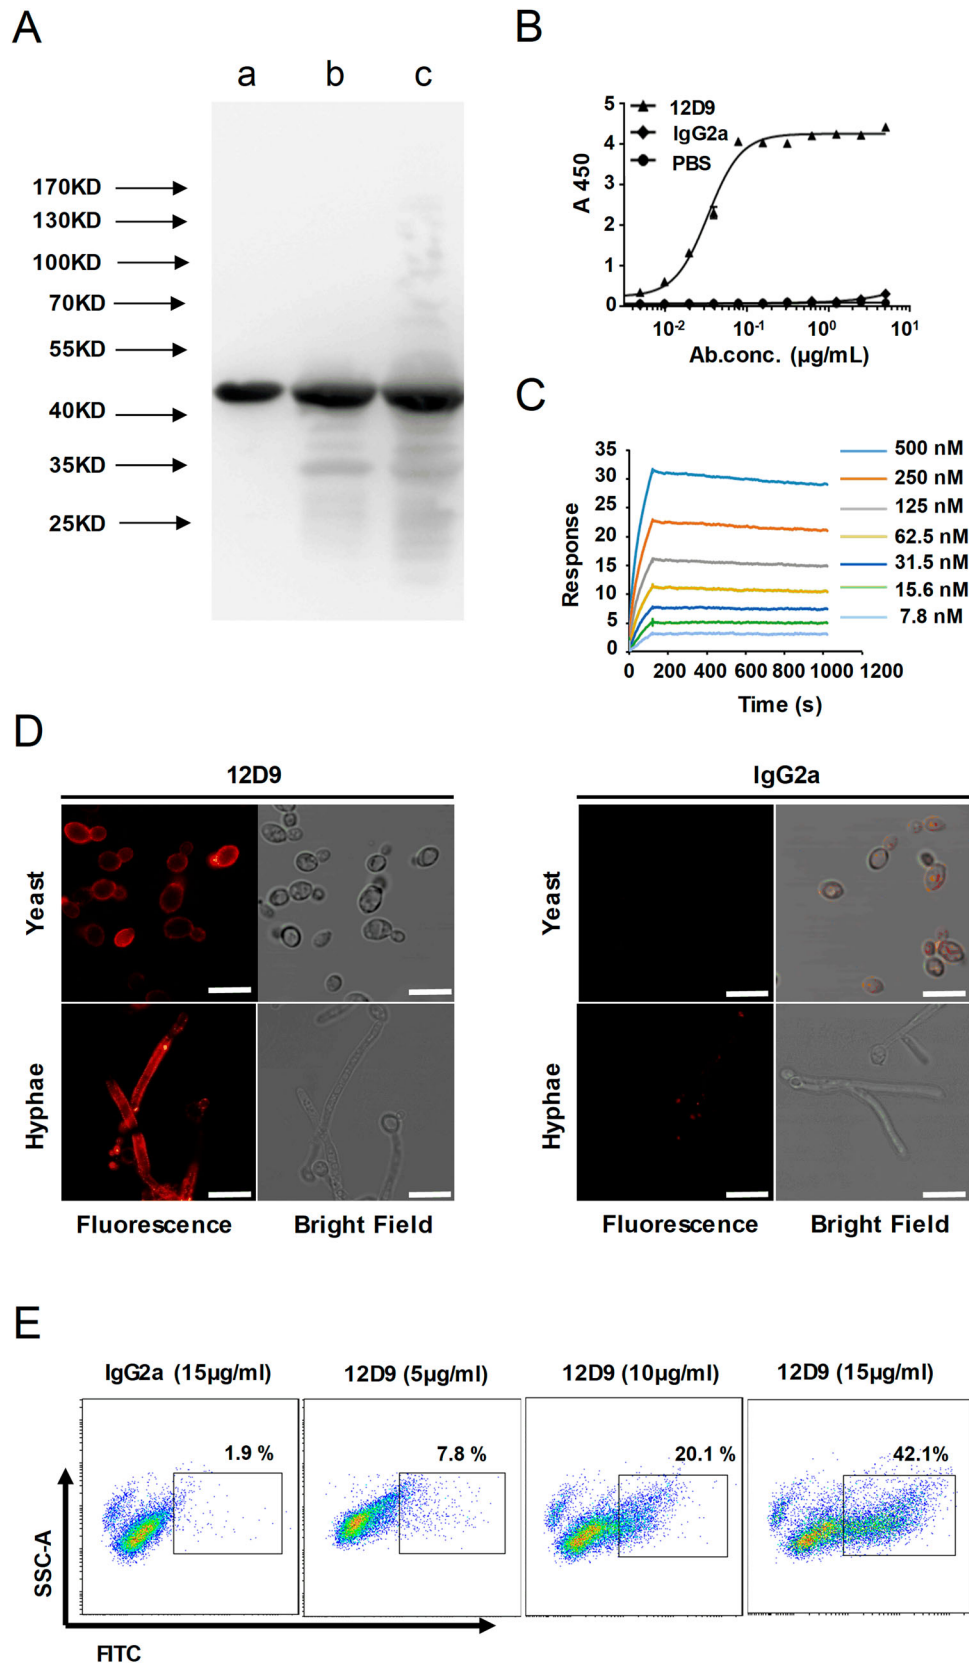 A
a b c
170KD
130KD
100KD
70KD
55KD
40KD
35KD
25KD
B
5
4
3
2
1
0
A 450
12D9
IgG2a
PBS
10-2 10-1 100 101
Ab.conc. (µg/mL)
C
35
30
25
20
15
10
5
0
Response
0 200 400 600 800 1000 1200
Time (s)
500 nM
250 nM
125 nM
62.5 nM
31.5 nM
15.6 nM
7.8 nM
D
12D9
IgG2a
Yeast
Hyphae
Fluorescence Bright Field
Yeast
Hyphae
Fluorescence Bright Field
E
IgG2a (15µg/ml) 12D9 (5µg/ml) 12D9 (10µg/ml) 12D9 (15µg/ml)
1.9 % 7.8 % 20.1 % 42.1%
SSC-A
FITC